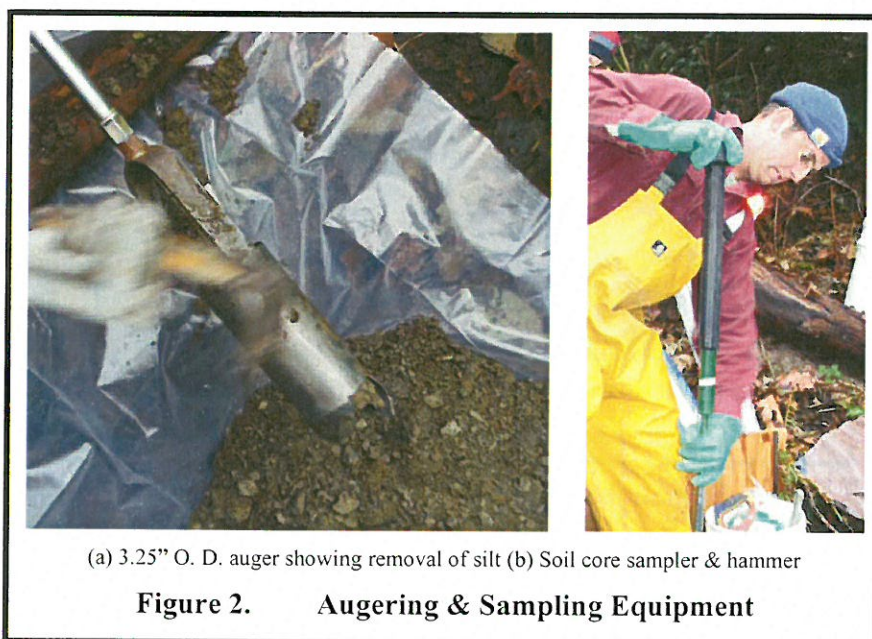 (a) 3.25” O. D. auger showing removal of silt (b) Soil core sampler & hammer
Figure 2. Augering & Sampling Equipment